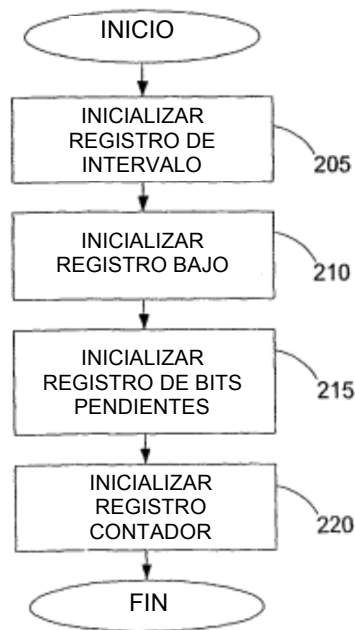 INICIO
INICIALIZAR
REGISTRO DE
INTERVALO
205
INICIALIZAR
REGISTRO BAJO
210
INICIALIZAR
REGISTRO DE BITS
PENDIENTES
215
INICIALIZAR
REGISTRO
CONTADOR
220
FIN